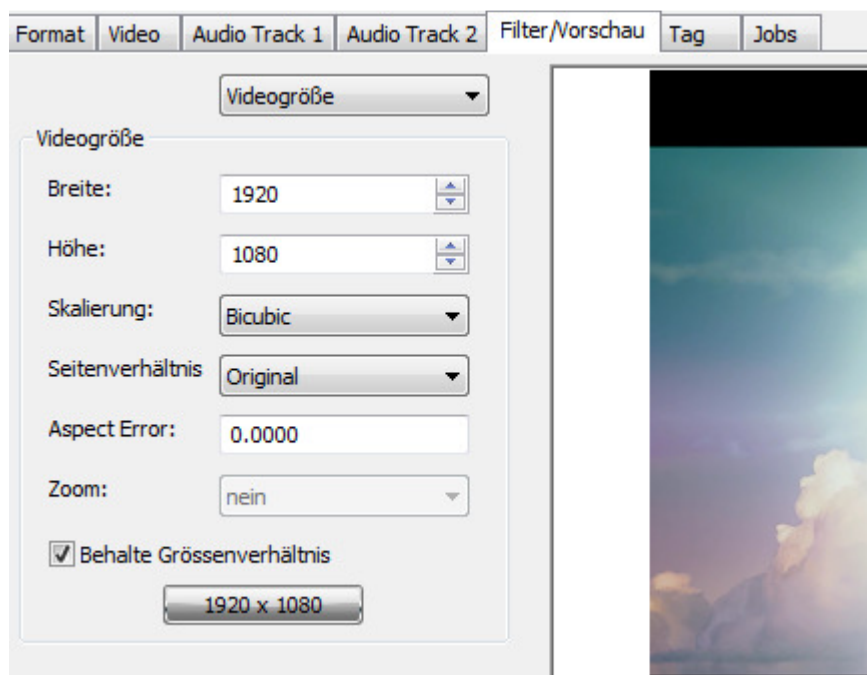 Format Video Audio Track 1 Audio Track 2 Filter/Vorschau Tag Jobs
Videogröße
Videogröße
Breite: 1920
Höhe: 1080
Skalierung: Bicubic
Seitenverhältnis Original
Aspect Error: 0.0000
Zoom: nein
Behalte Grössenverhältnis
1920 x 1080